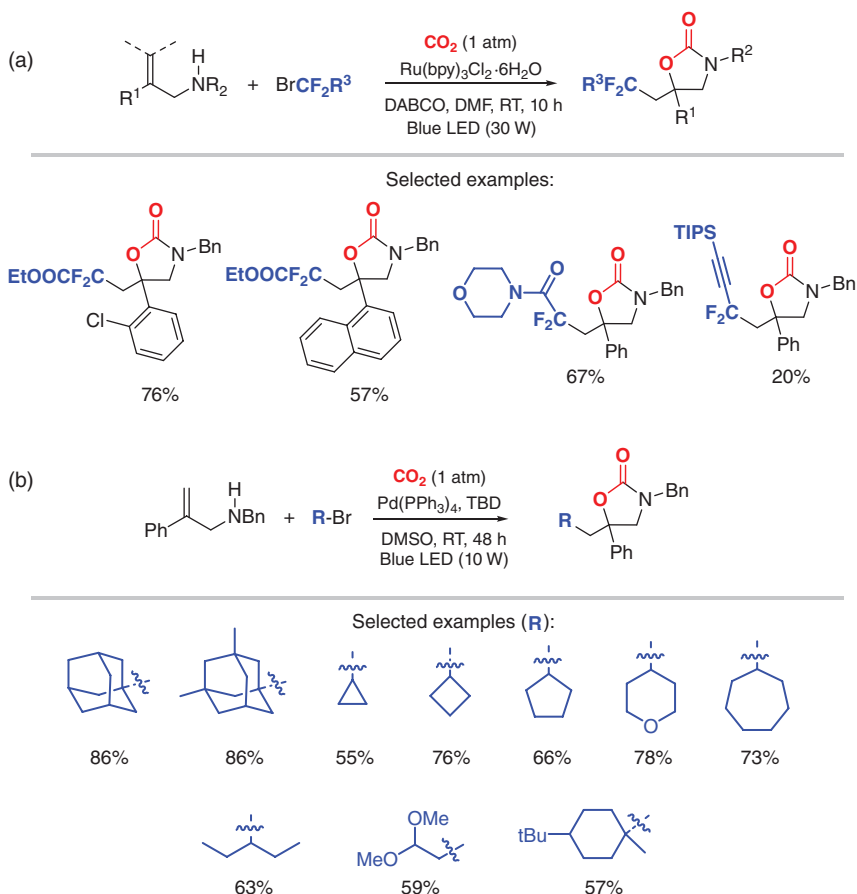 (a)
R¹
H
NR₂
+
BrCF₂R³
CO₂ (1 atm)
Ru(bpy)₃Cl₂·6H₂O
DABCO, DMF, RT, 10 h
Blue LED (30 W)
O
O
N
R²
R³F₂C
R¹
Selected examples:
O
O
N
Bn
EtOOCF₂C
Cl
76%
O
O
N
Bn
EtOOCF₂C
57%
O
N
O
F₂C
O
O
N
Bn
Ph
67%
TIPS
F₂C
O
O
N
Bn
Ph
20%
(b)
Ph
H
NBn
+
R-Br
CO₂ (1 atm)
Pd(PPh₃)₄, TBD
DMSO, RT, 48 h
Blue LED (10 W)
O
O
N
Bn
R
Ph
Selected examples (R):
O
86%
86%
55%
76%
66%
78%
73%
OMe
MeO
tBu
63%
59%
57%